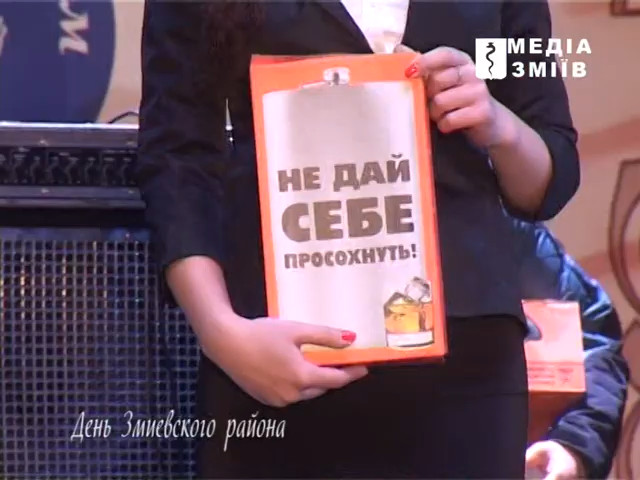 М
МЕДІА
ЗМІЇВ
НЕ ДАЙ
СЕБЕ
ПРОСОХНУТЬ!
День Змиевского района